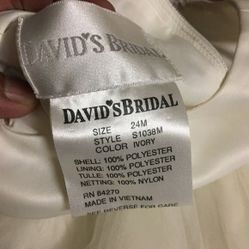 DAVID'S BRIDAL
DAVID'S BRIDAL
SIZE 24M
STYLE S1038M
COLOR IVORY
SHELL: 100% POLYESTER
LINING: 100% POLYESTER
TULLE: 100% POLYESTER
NETTING: 100% NYLON
RN 64270
MADE IN VIETNAM
SEE REVERSE FOR CARE